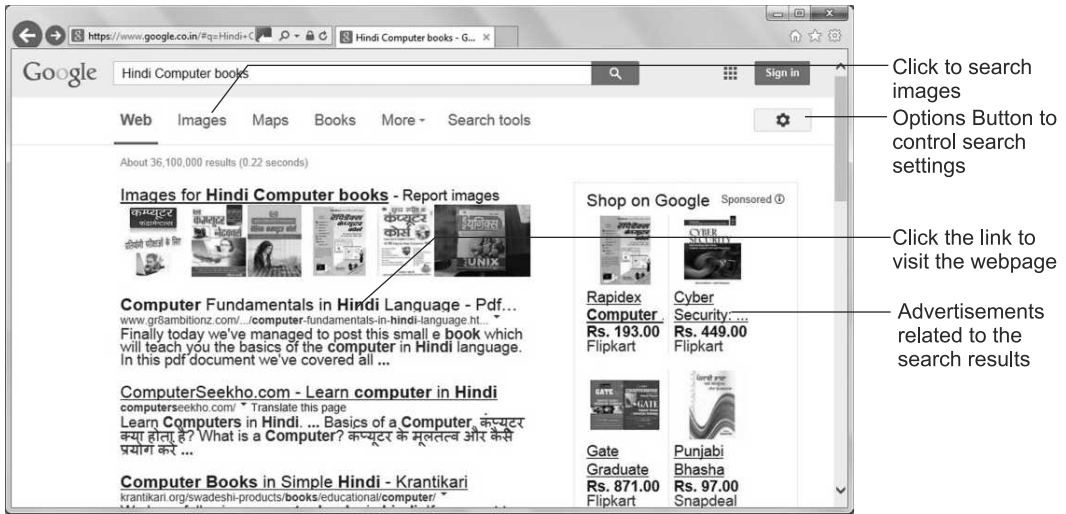 https://www.google.co.in/#q=Hindi+C
Hindi Computer books - G...
Google
Hindi Computer books
Sign in
Web Images Maps Books More Search tools
About 36,100,000 results (0.22 seconds)
Images for Hindi Computer books - Report images
कम्प्यूटर
कोर्स
UNIX
Computer Fundamentals in Hindi Language - Pdf...
www.gr8ambitionz.com/.../computer-fundamentals-in-hindi-language.ht...
Finally today we've managed to post this small e book which
will teach you the basics of the computer in Hindi language.
In this pdf document we've covered all ...
ComputerSeekho.com - Learn computer in Hindi
computerseekho.com/ Translate this page
Learn Computers in Hindi. ... Basics of a Computer, कंप्यूटर
क्या होता है? What is a Computer? कप्यूटर के मूलतत्व और कैसे
प्रयोग करें ...
Computer Books in Simple Hindi - Krantikari
krantikari.org/swadeshi-products/books/educational/computer/
Shop on Google Sponsored
CYBER
SECURITY
Rapidex
Computer .
Rs. 193.00
Flipkart
Cyber
Security: ...
Rs. 449.00
Flipkart
GATE
GATE
Gate
Graduate
Rs. 871.00
Flipkart
Punjabi
Bhasha
Rs. 97.00
Snapdeal
Click to search
images
Options Button to
control search
settings
Click the link to
visit the webpage
Advertisements
related to the
search results